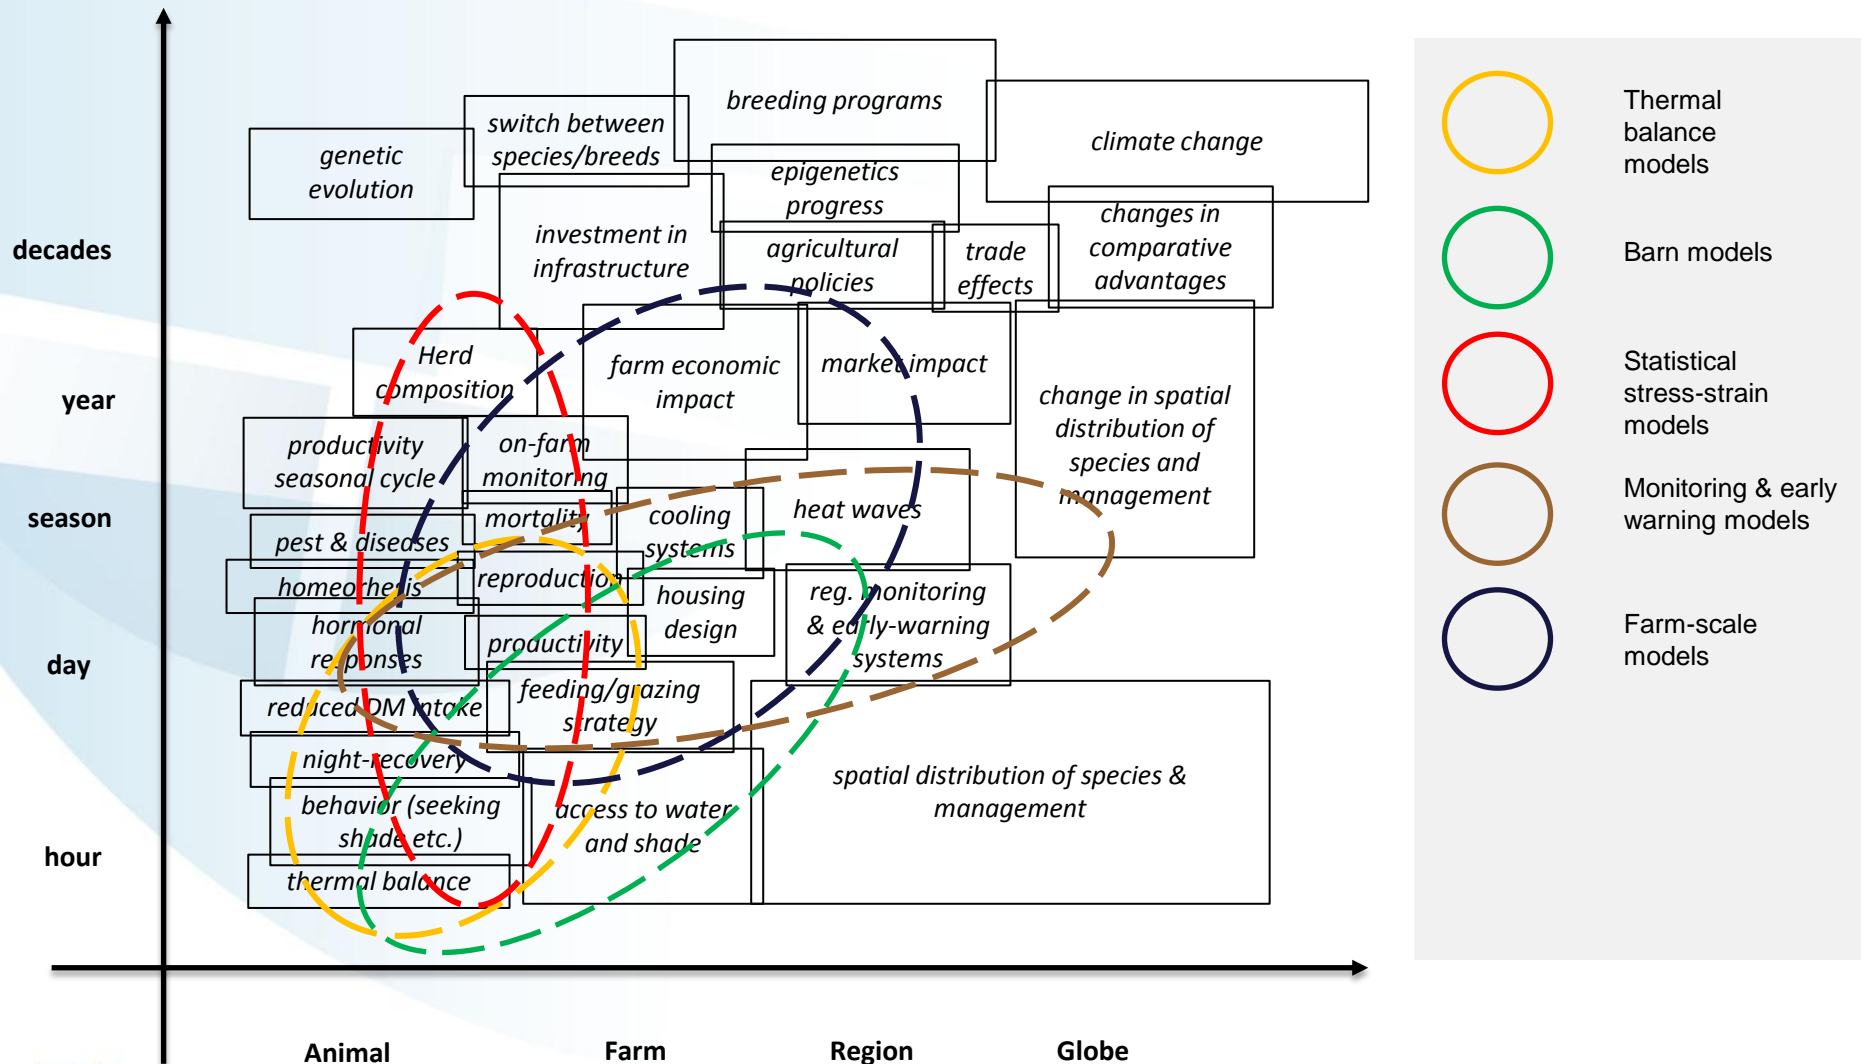 breeding programs
switch between
species/breeds
climate change
genetic
evolution
epigenetics
progress
changes in
comparative
advantages
investment in
infrastructure
agricultural
policies
trade
effects
decades
Herd
composition
farm economic
impact
market impact
change in spatial
distribution of
species and
management
year
productivity
seasonal cycle
on-farm
monitoring
season
mortality
cooling
systems
heat waves
pest & diseases
homeorhesis
reproduction
housing
design
reg. monitoring
& early-warning
systems
hormonal
responses
productivity
day
reduced DM intake
feeding/grazing
strategy
night-recovery
spatial distribution of species &
management
behavior (seeking
shade etc.)
access to water
and shade
hour
thermal balance
Animal
Farm
Region
Globe
Thermal
balance
models
Barn models
Statistical
stress-strain
models
Monitoring & early
warning models
Farm-scale
models